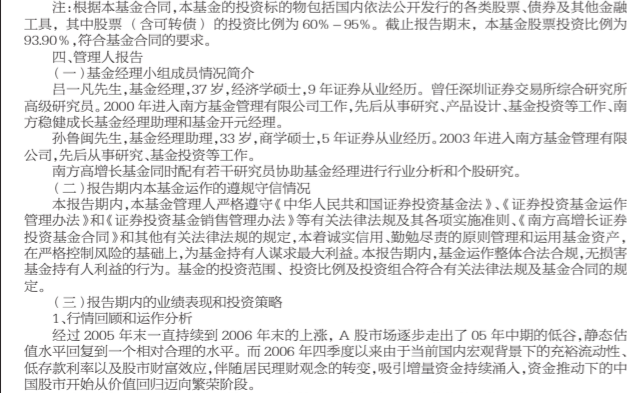 注:根据本基金合同,本基金的投资标的物包括国内依法公开发行的各类股票、债券及其他金融
工具, 其中股票 (含可转债) 的投资比例为 60%－95%。截止报告期末, 本基金股票投资比例为
93.90%,符合基金合同的要求。
四、管理人报告
(一)基金经理小组成员情况简介
吕一凡先生,基金经理,37 岁,经济学硕士,9 年证券从业经历。曾任深圳证券交易所综合研究所
高级研究员。2000 年进入南方基金管理有限公司工作,先后从事研究、产品设计、基金投资等工作、南
方稳健成长基金经理助理和基金开元经理。
孙鲁闽先生,基金经理助理,33 岁,商学硕士,5 年证券从业经历。2003 年进入南方基金管理有限
公司,先后从事研究、基金投资等工作。
南方高增长基金同时配有若干研究员协助基金经理进行行业分析和个股研究。
(二)报告期内本基金运作的遵规守信情况
本报告期内,本基金管理人严格遵守《中华人民共和国证券投资基金法》、《证券投资基金运作
管理办法》和《证券投资基金销售管理办法》等有关法律法规及其各项实施准则、《南方高增长证券
投资基金合同》和其他有关法律法规的规定,本着诚实信用、勤勉尽责的原则管理和运用基金资产,
在严格控制风险的基础上,为基金持有人谋求最大利益。本报告期内,基金运作整体合法合规,无损害
基金持有人利益的行为。基金的投资范围、投资比例及投资组合符合有关法律法规及基金合同的规
定。
(三)报告期内的业绩表现和投资策略
1、行情回顾和运作分析
经过 2005 年末一直持续到 2006 年末的上涨, A 股市场逐步走出了 05 年中期的低谷,静态估
值水平回复到一个相对合理的水平。而 2006 年四季度以来由于当前国内宏观背景下的充裕流动性、
低存款利率以及股市财富效应,伴随居民理财观念的转变,吸引增量资金持续涌入,资金推动下的中
国股市开始从价值回归迈向繁荣阶段。